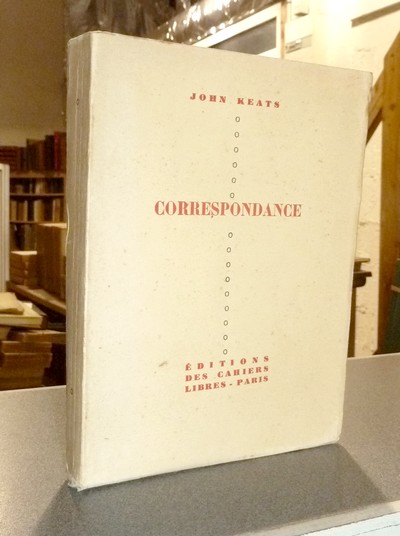 JOHN KEATS
CORRESPONDANCE
ÉDITIONS
DES CAHIERS
LIBRES - PARIS